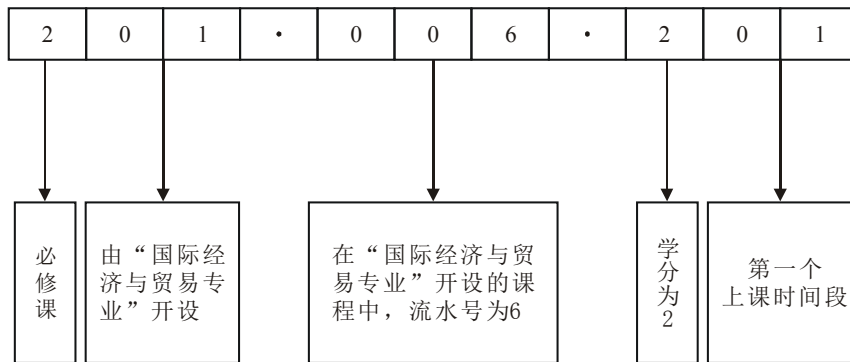 2 0 1 · 0 0 6 · 2 0 1
必修课
由“国际经
济与贸易专
业”开设
在“国际经济与贸
易专业”开设的课
程中，流水号为6
学分为2
第一个
上课时间段